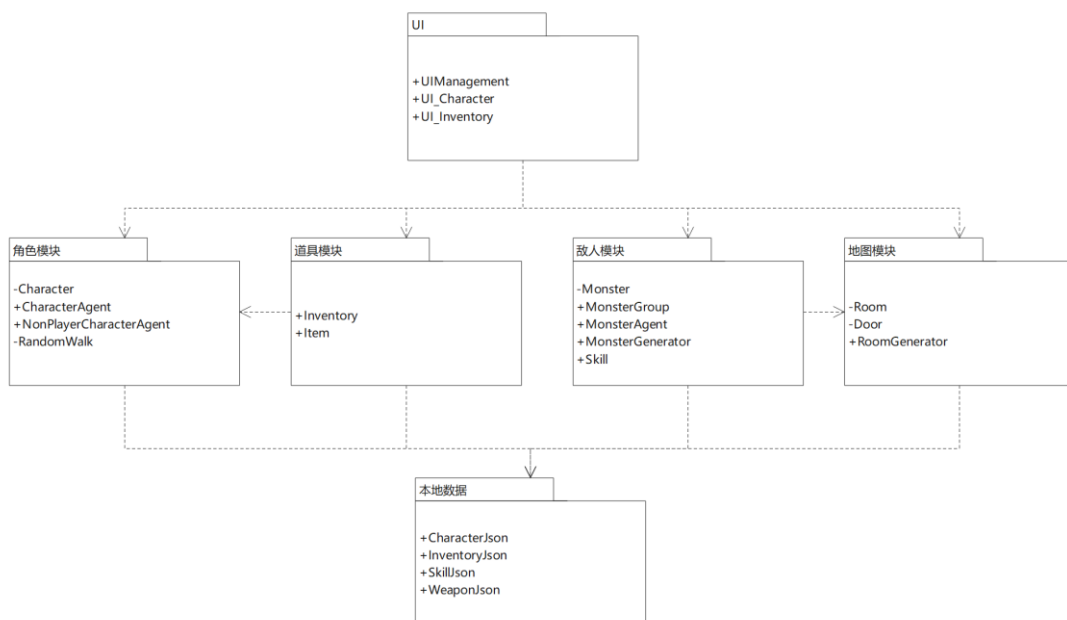 UI
+UIManagement
+UI_Character
+UI_Inventory
角色模块
-Character
+CharacterAgent
+NonPlayerCharacterAgent
-RandomWalk
道具模块
+Inventory
+Item
敌人模块
-Monster
+MonsterGroup
+MonsterAgent
+MonsterGenerator
+Skill
地图模块
-Room
-Door
+RoomGenerator
本地数据
+CharacterJson
+InventoryJson
+SkillJson
+WeaponJson